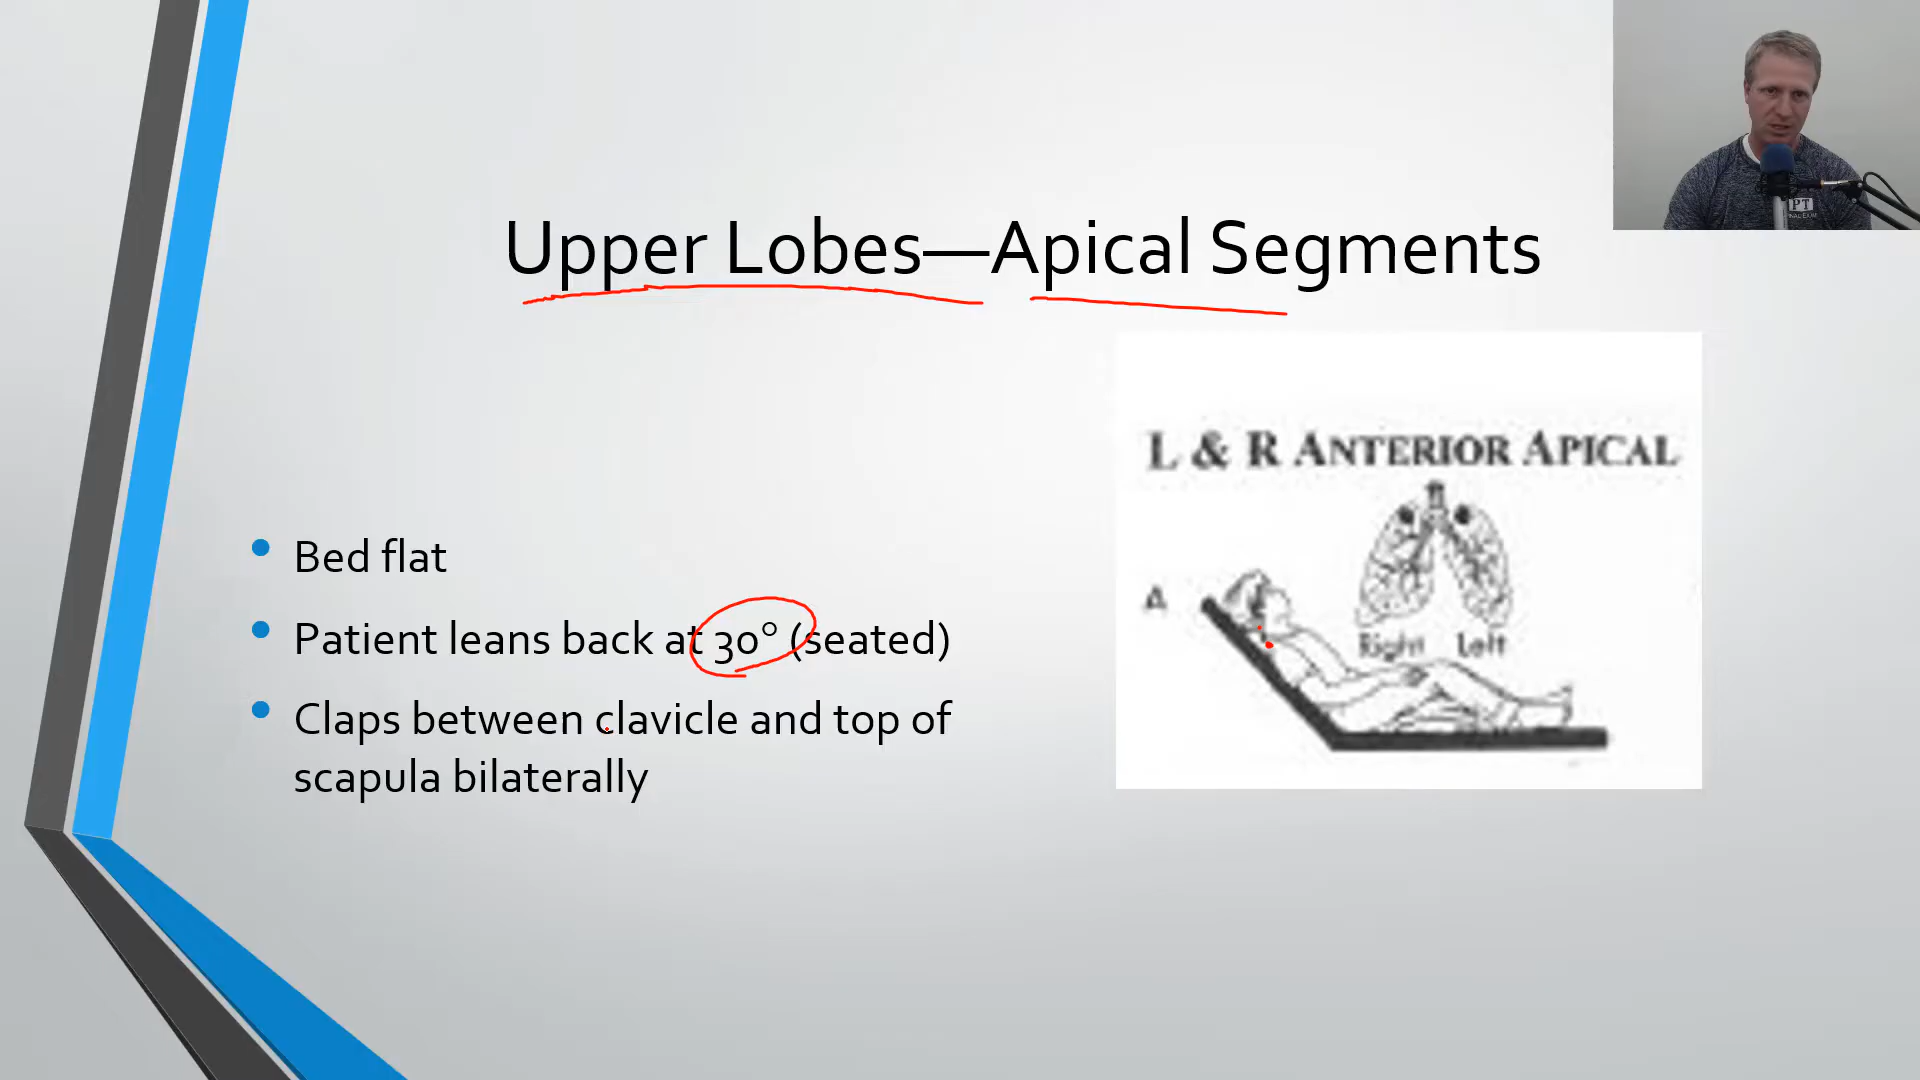 Upper Lobes—Apical Segments
L & R ANTERIOR APICAL
A
Right Left
• Bed flat
• Patient leans back at 30° (seated)
• Claps between clavicle and top of
scapula bilaterally
PT